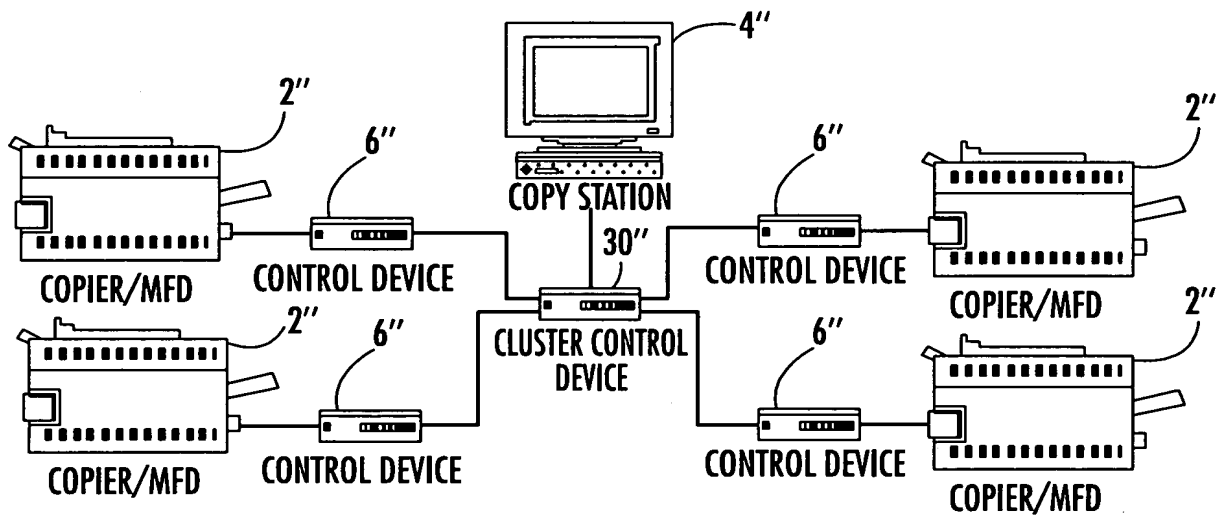 4"
2"
6"
6"
2"
COPY STATION
30"
COPIER/MFD
CONTROL DEVICE
CONTROL DEVICE
COPIER/MFD
2"
6"
CLUSTER CONTROL
DEVICE
6"
2"
COPIER/MFD
CONTROL DEVICE
CONTROL DEVICE
COPIER/MFD